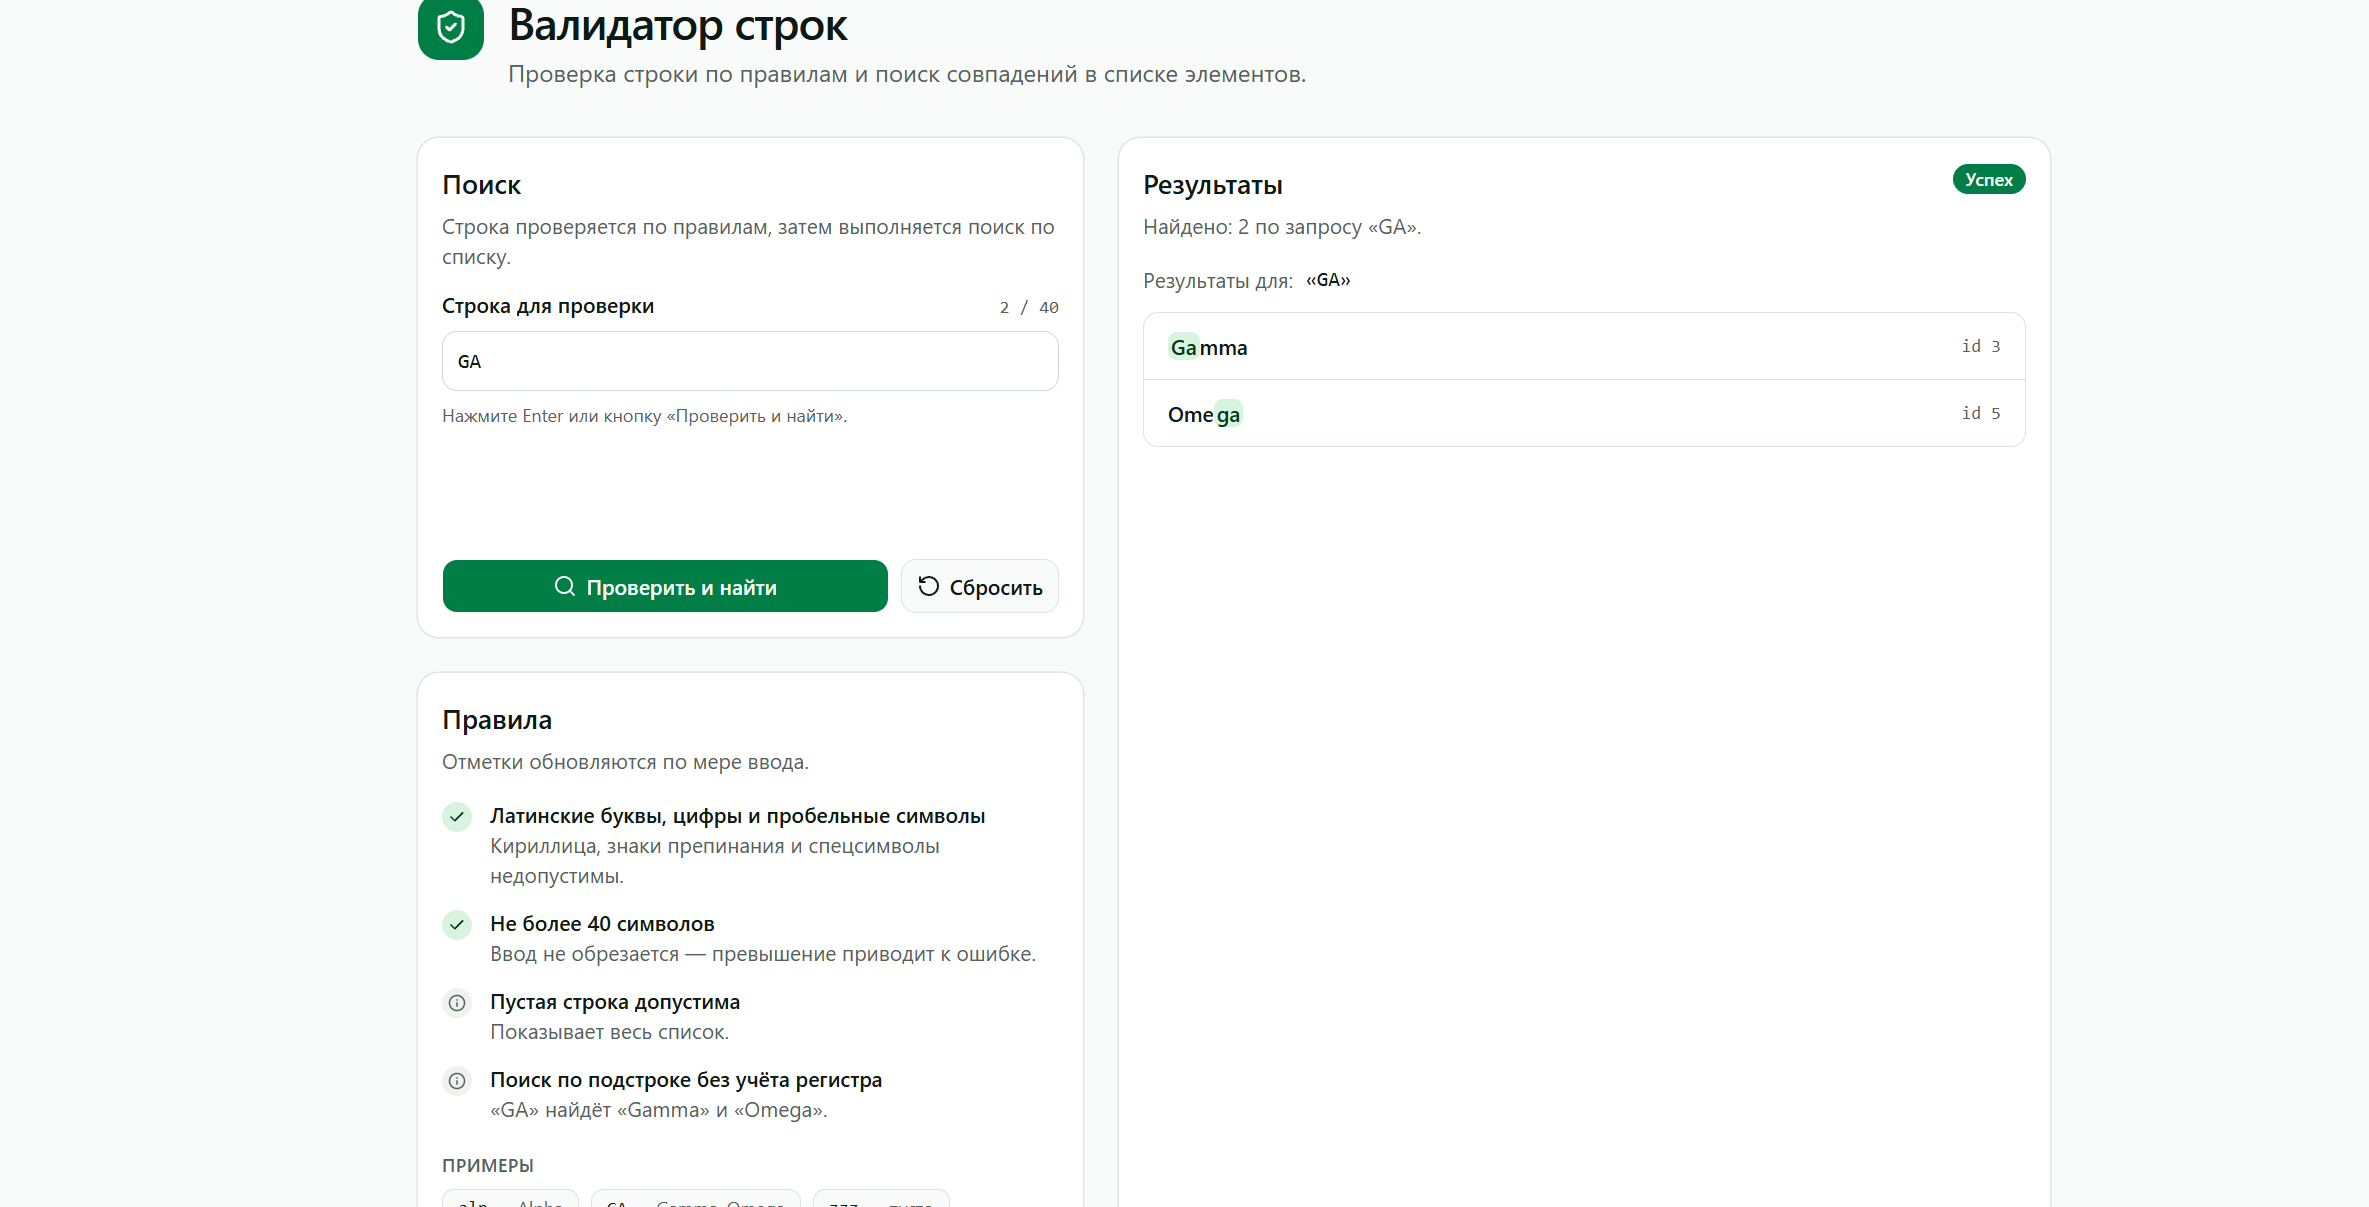 Валидатор строк
Проверка строки по правилам и поиск совпадений в списке элементов.
Поиск
Строка проверяется по правилам, затем выполняется поиск по
списку.
Строка для проверки
2 / 40
GA
Нажмите Enter или кнопку «Проверить и найти».
Проверить и найти
Сбросить
Правила
Отметки обновляются по мере ввода.
Латинские буквы, цифры и пробельные символы
Кириллица, знаки препинания и спецсимволы
недопустимы.
Не более 40 символов
Ввод не обрезается — превышение приводит к ошибке.
Пустая строка допустима
Показывает весь список.
Поиск по подстроке без учёта регистра
«GA» найдёт «Gamma» и «Omega».
ПРИМЕРЫ
Результаты
Успех
Найдено: 2 по запросу «GA».
Результаты для: «GA»
Gamma
id 3
Omega
id 5